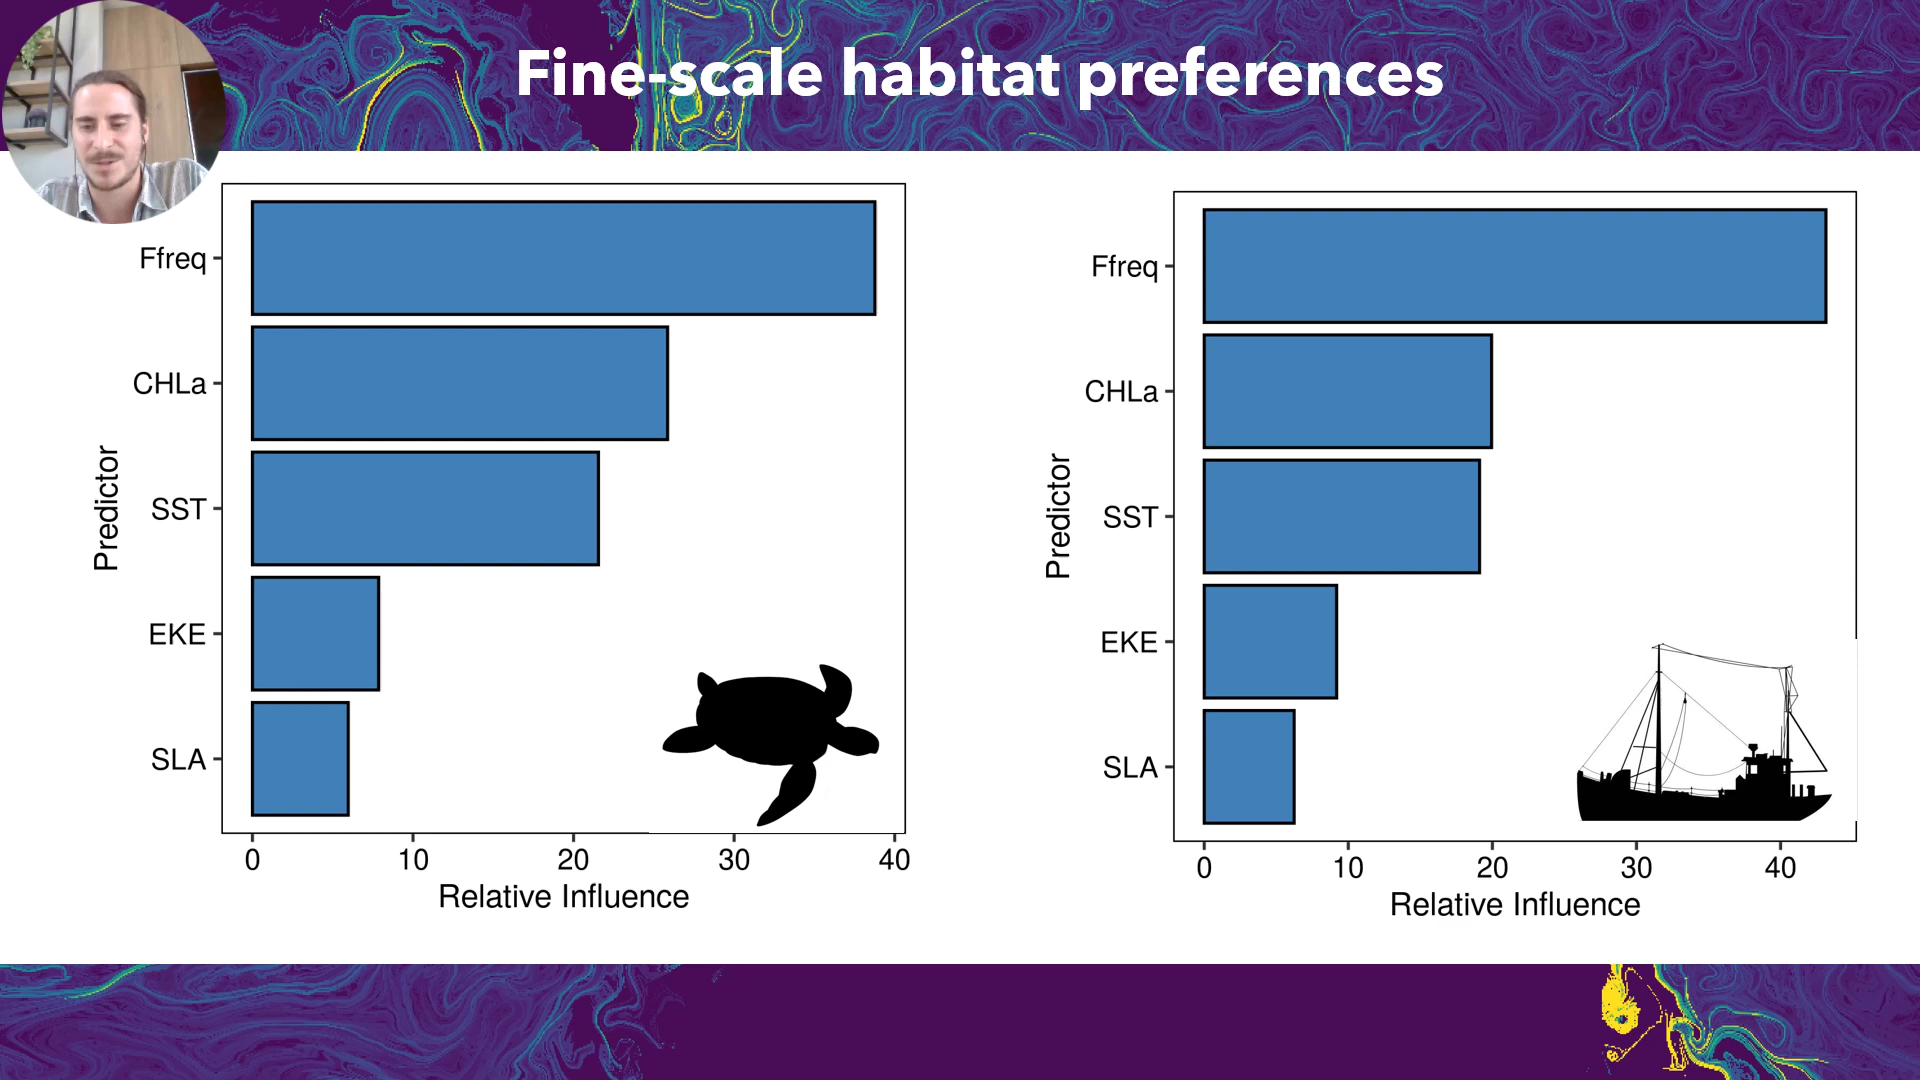 Fine-scale habitat preferences
Predictor
Ffreq
CHLa
SST
EKE
SLA
0 10 20 30 40
Relative Influence
Predictor
Ffreq
CHLa
SST
EKE
SLA
0 10 20 30 40
Relative Influence